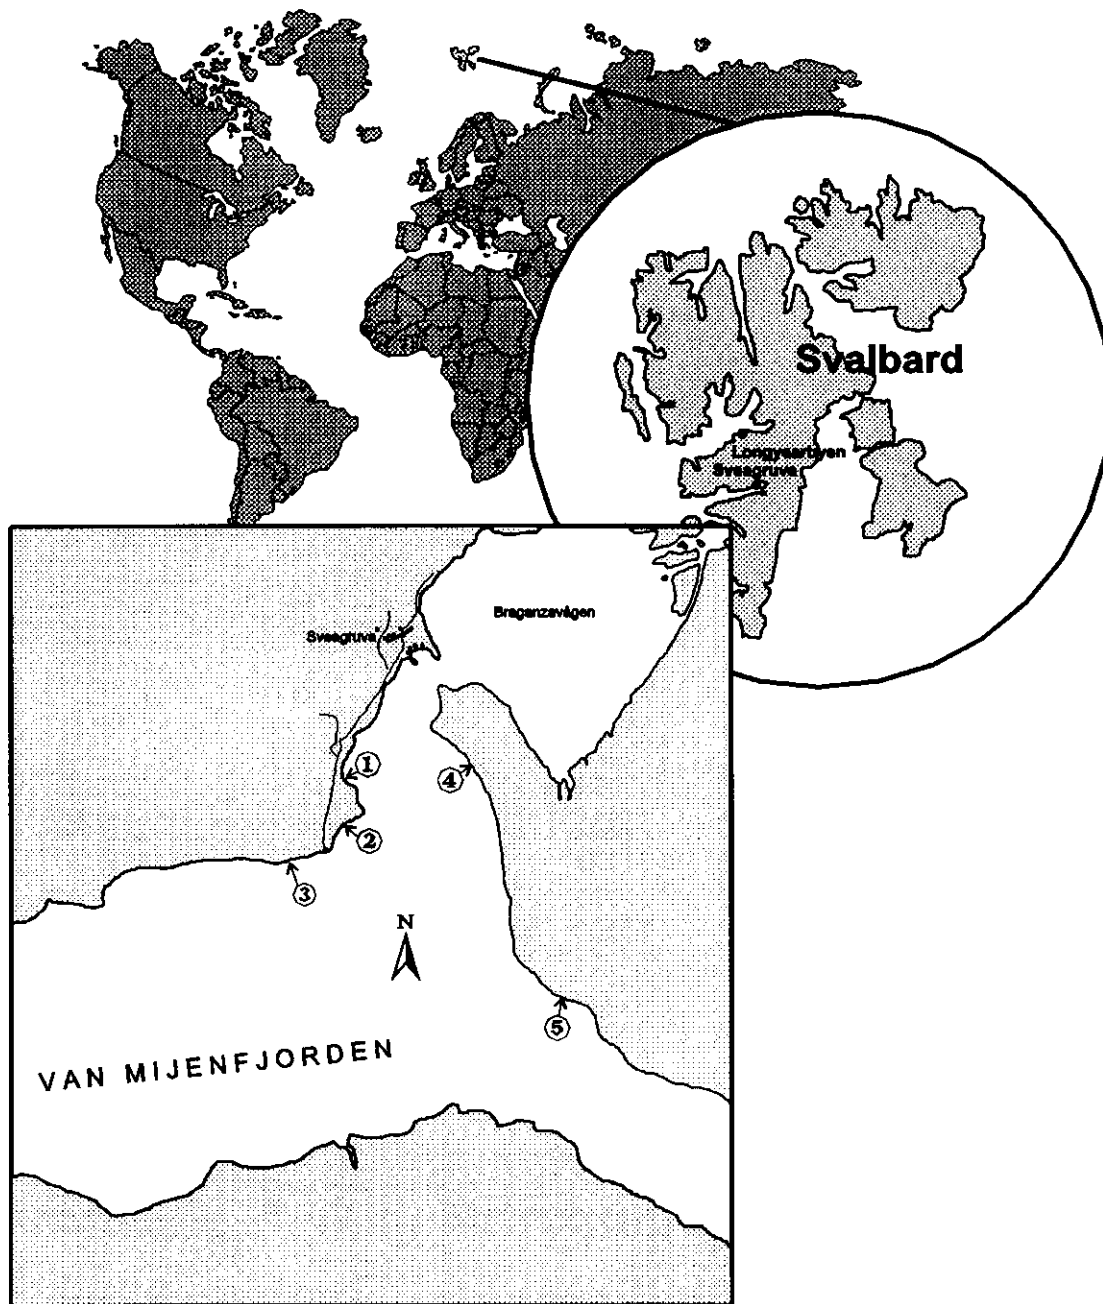 Svalbard
Longyearbyen
Sveagruva
Braganzavågen
Sveagruva
1
4
2
3
N
5
VAN MIJENFJORDEN